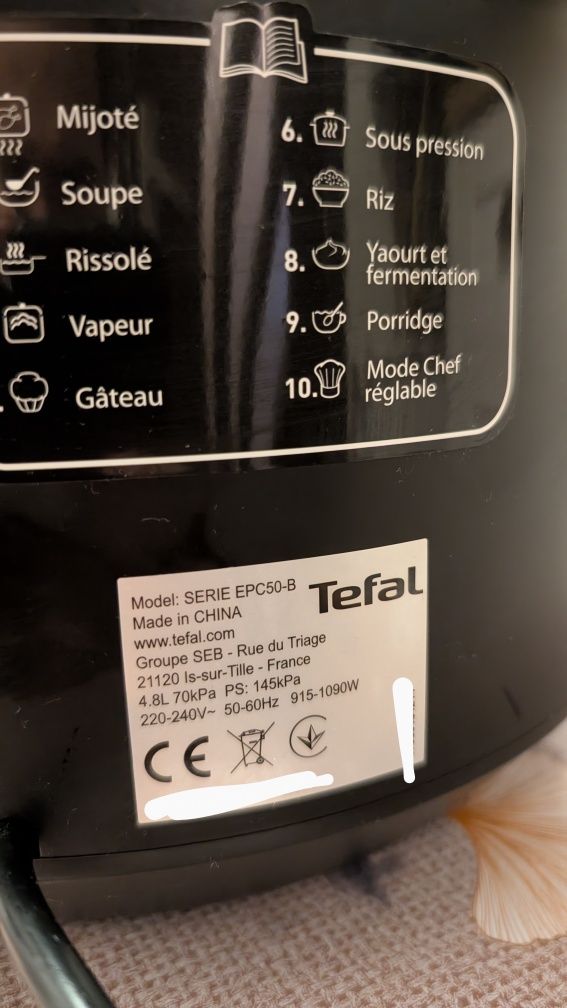 Mijoté
Soupe
Rissolé
Vapeur
Gâteau
6. Sous pression
7. Riz
8. Yaourt et
fermentation
9. Porridge
10. Mode Chef
réglable
Tefal
Model: SERIE EPC50-B
Made in CHINA
www.tefal.com
Groupe SEB - Rue du Triage
21120 Is-sur-Tille - France
4.8L 70kPa PS: 145kPa
220-240V~ 50-60Hz 915-1090W
CE